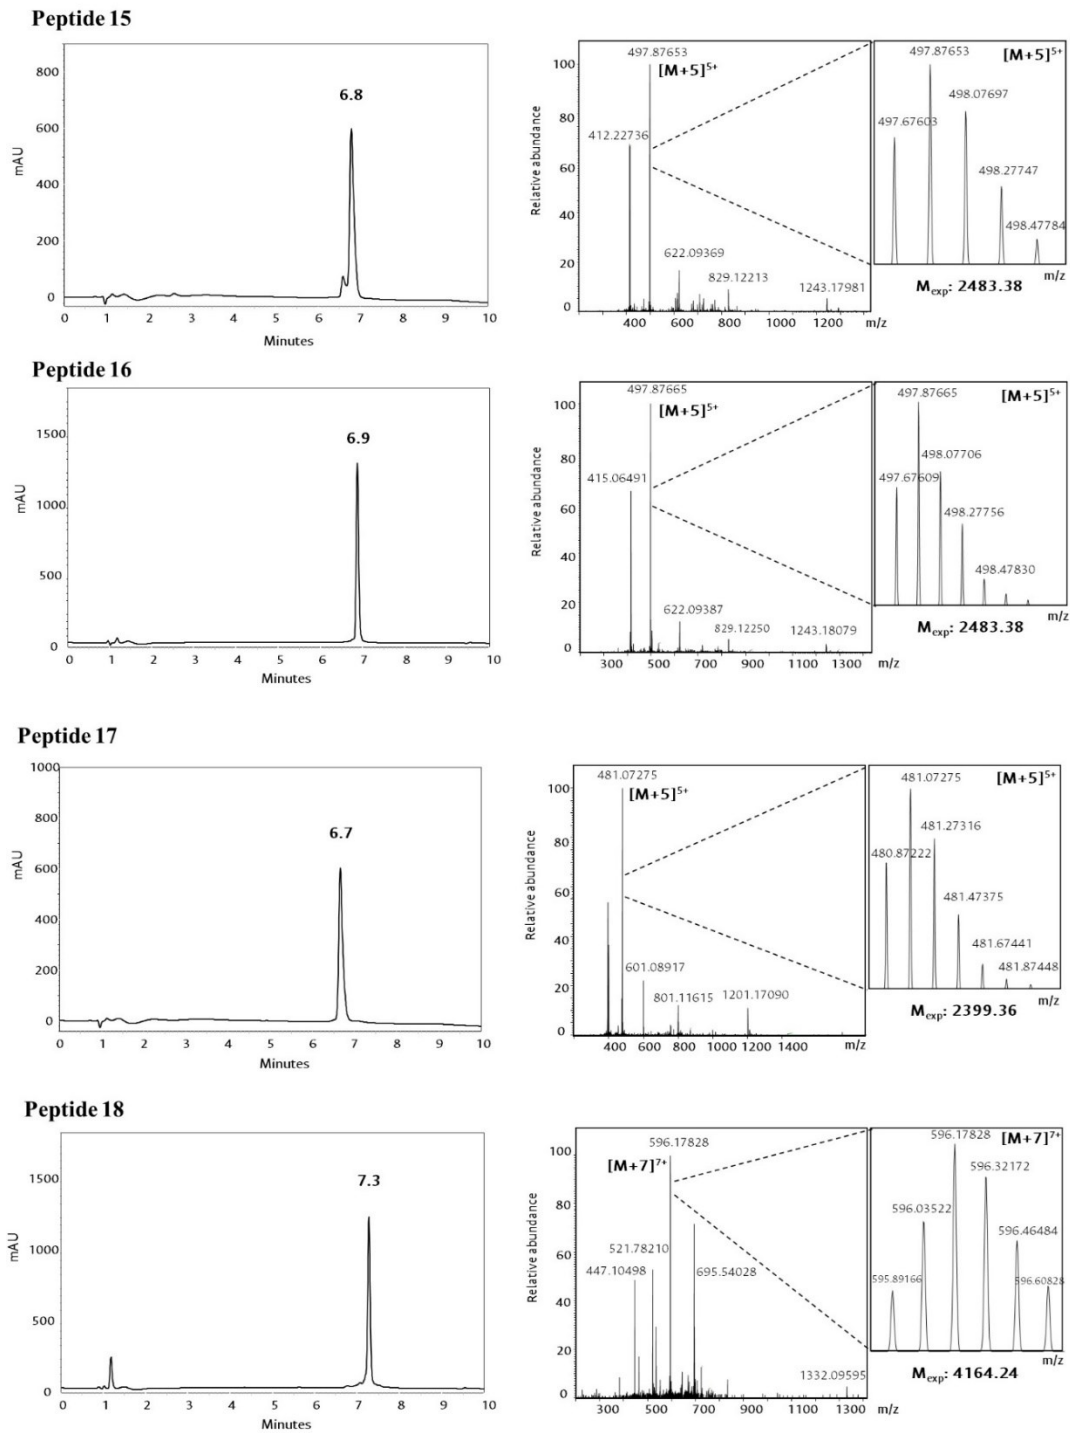 Peptide 15
800
600
400
200
0
mAU
6.8
0 1 2 3 4 5 6 7 8 9 10
Minutes
100
80
60
40
20
0
Relative abundance
497.87653
[M+5]⁵⁺
412.22736
622.09369
829.12213
1243.17981
400 600 800 1000 1200 m/z
497.87653
[M+5]⁵⁺
498.07697
497.67603
498.27747
498.47784
m/z
Mexp: 2483.38
Peptide 16
1500
1000
500
0
mAU
6.9
0 1 2 3 4 5 6 7 8 9 10
Minutes
100
80
60
40
20
0
Relative abundance
497.87665
[M+5]⁵⁺
415.06491
622.09387
829.12250
1243.18079
300 500 700 900 1100 1300 m/z
497.87665
[M+5]⁵⁺
498.07706
497.67609
498.27756
498.47830
m/z
Mexp: 2483.38
Peptide 17
1000
800
600
400
200
0
mAU
6.7
0 1 2 3 4 5 6 7 8 9 10
Minutes
100
80
60
40
20
0
Relative abundance
481.07275
[M+5]⁵⁺
601.08917
801.11615
1201.17090
400 600 800 1000 1200 1400 m/z
481.07275
[M+5]⁵⁺
481.27316
480.87222
481.47375
481.67441
481.87448
m/z
Mexp: 2399.36
Peptide 18
1500
1000
500
0
mAU
7.3
0 1 2 3 4 5 6 7 8 9 10
Minutes
100
80
60
40
20
0
Relative abundance
596.17828
[M+7]⁷⁺
521.78210
447.10498
695.54028
1332.09595
300 500 700 900 1100 1300 m/z
596.17828
[M+7]⁷⁺
596.32172
596.03522
596.46484
595.89166
596.60828
m/z
Mexp: 4164.24